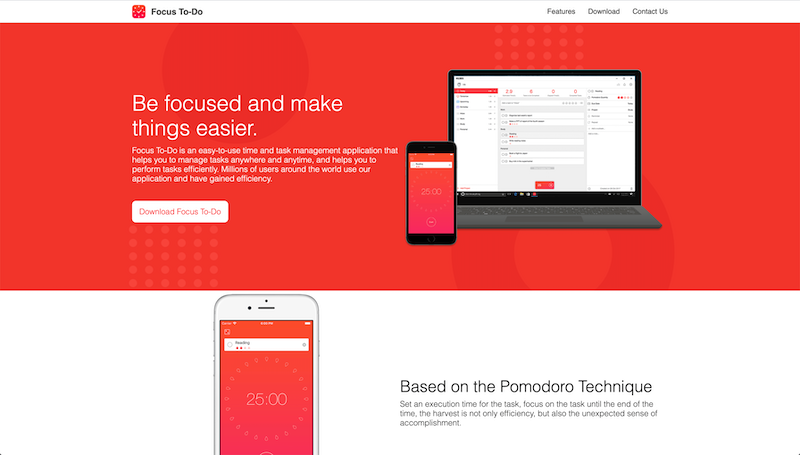 Focus To-Do
Features
Download
Contact Us
Be focused and make
things easier.
Focus To-Do is an easy-to-use time and task management application that
helps you to manage tasks anywhere and anytime, and helps you to
perform tasks efficiently. Millions of users around the world use our
application and have gained efficiency.
Download Focus To-Do
25:00
Reading
25:00
Based on the Pomodoro Technique
Set an execution time for the task, focus on the task until the end of the
time, the harvest is not only efficiency, but also the unexpected sense of
accomplishment.